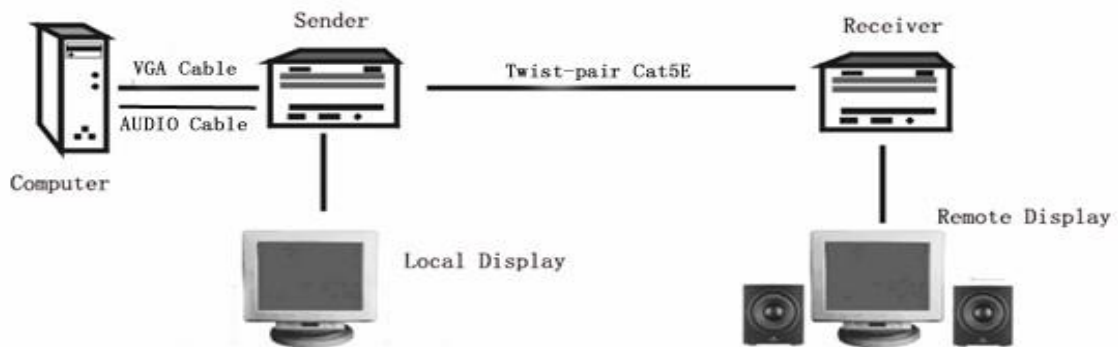 Sender
Receiver
VGA Cable
Twist-pair Cat5E
AUDIO Cable
Computer
Remote Display
Local Display